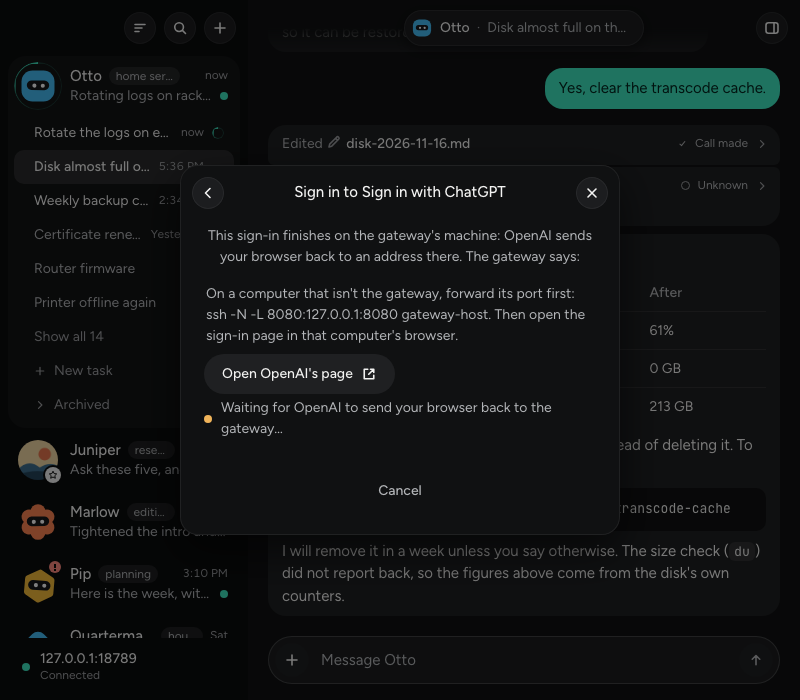 Otto home ser... now
Rotating logs on rack...
Rotate the logs on e... now
Disk almost full o... 5:36 PM
Weekly backup c...
Certificate rene...
Router firmware
Printer offline again
Show all 14
+ New task
Archived
Juniper rese...
Ask these five, an
Marlow editi...
Tightened the intro
Pip planning 3:10 PM
Here is the week, wit...
Quarterma hou... Sat
127.0.0.1:18789
Connected
so it can be restore
Otto · Disk almost full on th...
Yes, clear the transcode cache.
Edited disk-2026-11-16.md Call made
Unknown
Sign in to Sign in with ChatGPT
This sign-in finishes on the gateway's machine: OpenAI sends
your browser back to an address there. The gateway says:
On a computer that isn't the gateway, forward its port first:
ssh -N -L 8080:127.0.0.1:8080 gateway-host. Then open the
sign-in page in that computer's browser.
Open OpenAI's page
Waiting for OpenAI to send your browser back to the
gateway...
Cancel
After
61%
0 GB
213 GB
ead of deleting it. To
transcode-cache
I will remove it in a week unless you say otherwise. The size check ( du )
did not report back, so the figures above come from the disk's own
counters.
Message Otto